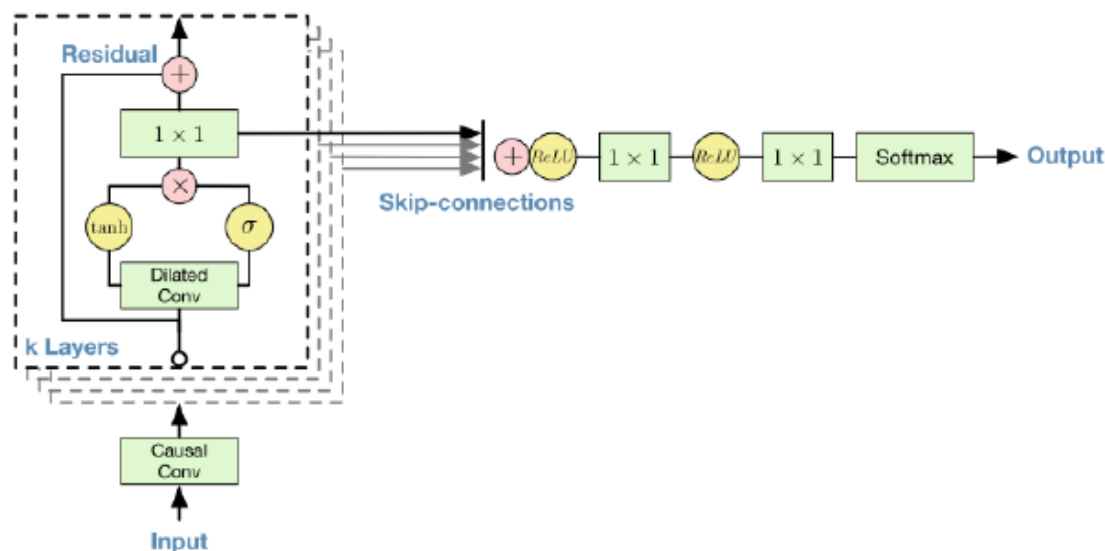 Residual
+
1 × 1
×
tanh
σ
Dilated
Conv
k Layers
Causal
Conv
Input
Skip-connections
+
ReLU
1 × 1
ReLU
1 × 1
Softmax
Output